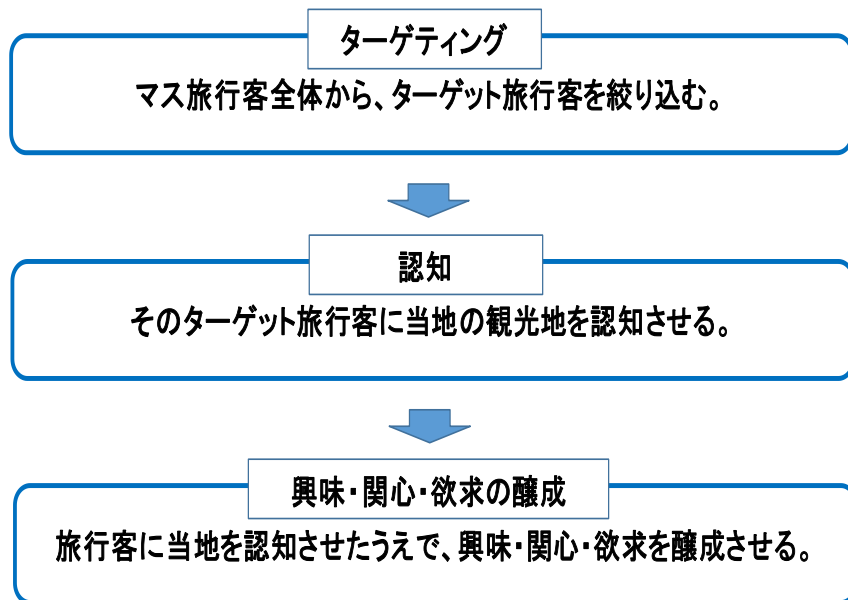 ターゲティング
マス旅行客全体から、ターゲット旅行客を絞り込む。
認知
そのターゲット旅行客に当地の観光地を認知させる。
興味・関心・欲求の醸成
旅行客に当地を認知させたうえで、興味・関心・欲求を醸成させる。